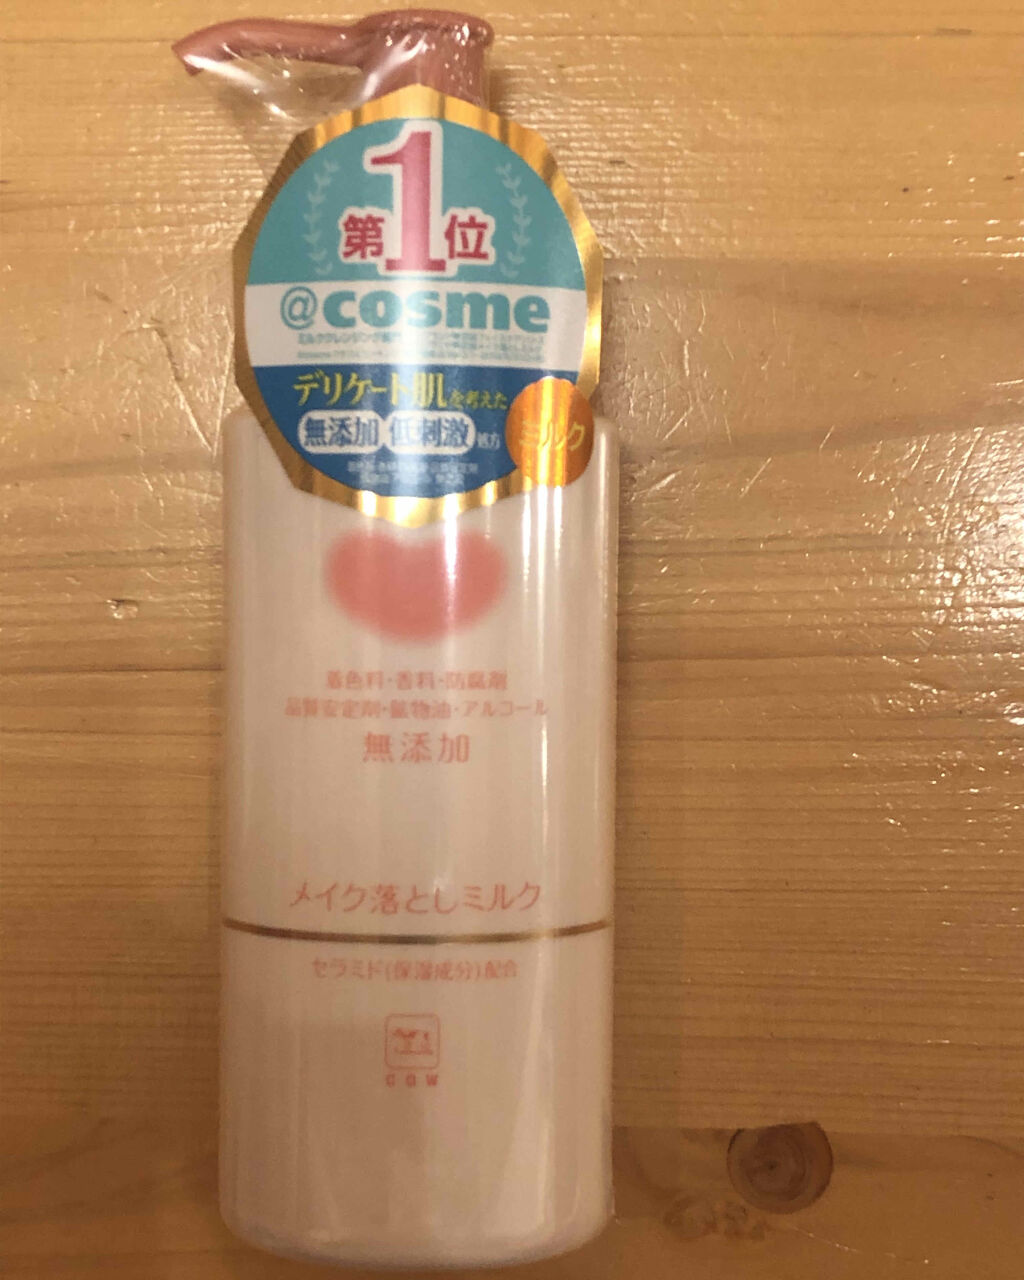 第1位
@cosme
デリケート肌を考えた
無添加 低刺激 処方
ミルク
着色料・香料・防腐剤
品質安定剤・鉱物油・アルコール
無添加
メイク落としミルク
セラミド(保湿成分)配合
COW